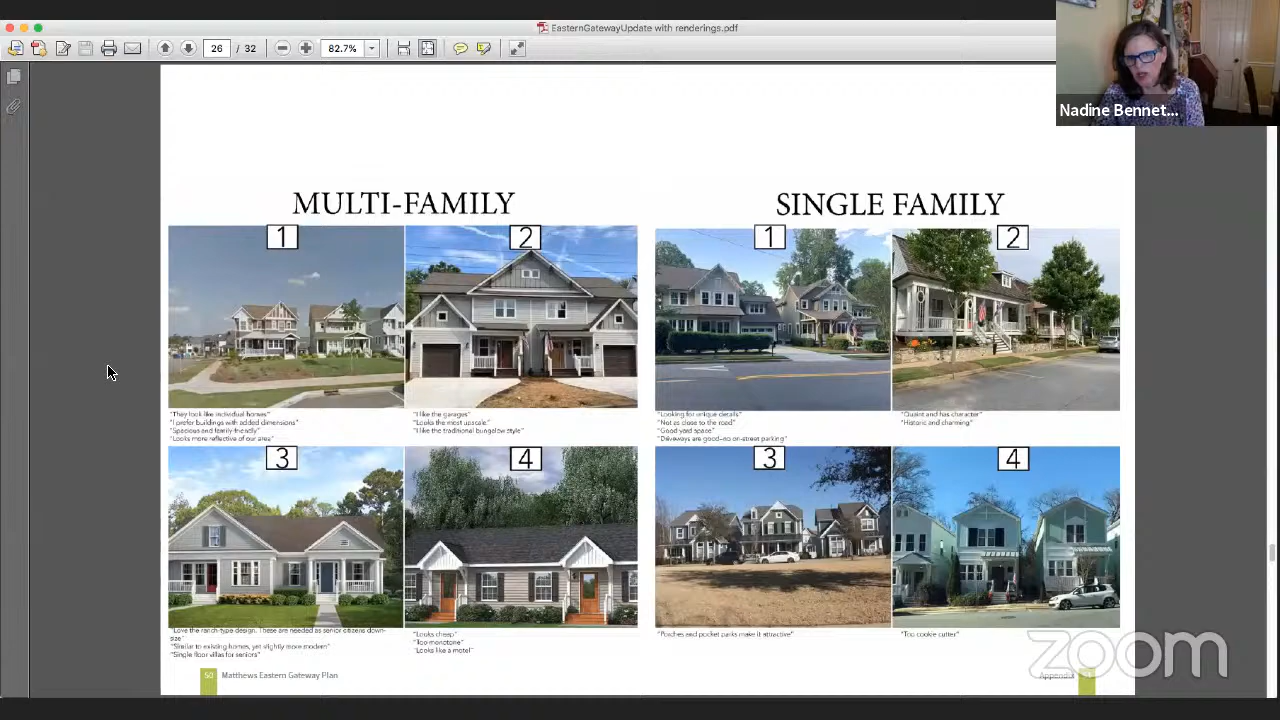 EasternGatewayUpdate with renderings.pdf
26 / 32
82.7%
Nadine Bennet...
MULTI-FAMILY
1
2
"They look like individual homes"
"I prefer buildings with added dimensions"
"Spacious and family-friendly"
"Looks more reflective of our area"
"I like the garages"
"Looks the most upscale"
"I like the traditional bungelow style"
3
4
"Love the ranch-type design. These are needed as senior citizens down-
size"
"Similar to existing homes, yet slightly more modern"
"Single floor villas for seniors"
"Looks cheap"
"Too monotone"
"Looks like a motel"
SINGLE FAMILY
1
2
"Looking for unique details"
"Not as close to the road"
"Good yard space"
"Driveways are good--no on-street parking"
"Quaint and has character"
"Historic and charming"
3
4
"Porches and pocket parks make it attractive"
"Too cookie cutter"
50 Matthews Eastern Gateway Plan
Appendix
zoom